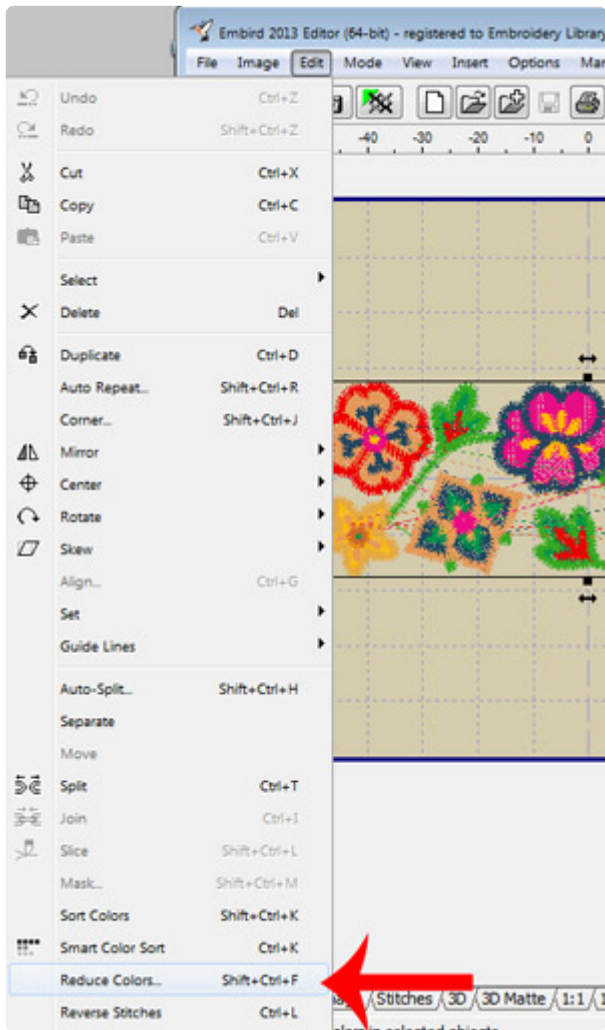 Embird 2013 Editor (64-bit) - registered to Embroidery Library
File Image Edit Mode View Insert Options
-40 -30 -20 -10 0
Undo Ctrl+Z
Redo Shift+Ctrl+Z
Cut Ctrl+X
Copy Ctrl+C
Paste Ctrl+V
Select
Delete Del
Duplicate Ctrl+D
Auto Repeat... Shift+Ctrl+R
Corner... Shift+Ctrl+J
Mirror
Center
Rotate
Skew
Align... Ctrl+G
Set
Guide Lines
Auto-Split... Shift+Ctrl+H
Separate
Move
Split Ctrl+T
Join Ctrl+I
Slice Shift+Ctrl+L
Mask... Shift+Ctrl+M
Sort Colors Shift+Ctrl+K
Smart Color Sort Ctrl+K
Reduce Colors... Shift+Ctrl+F
Reverse Stitches Ctrl+L
Stitches 3D 3D Matte 1:1
selected objects